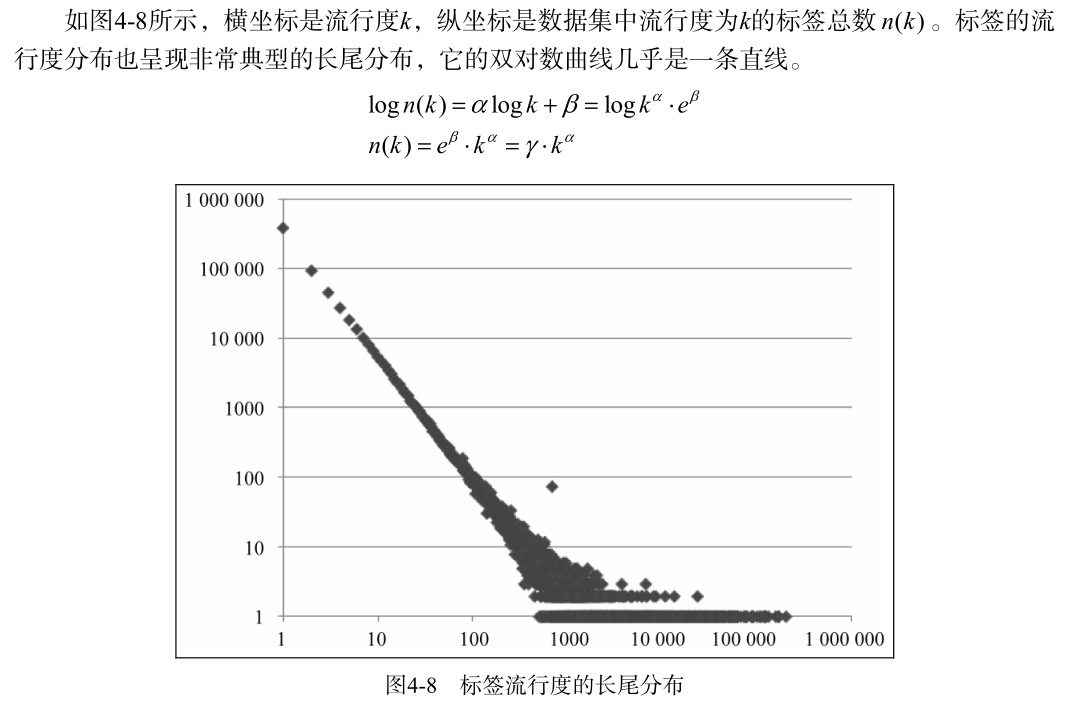 如图4-8所示，横坐标是流行度k，纵坐标是数据集中流行度为k的标签总数 n(k) 。标签的流
行度分布也呈现非常典型的长尾分布，它的双对数曲线几乎是一条直线。
log n(k) = α log k + β = log k^α · e^β
n(k) = e^β · k^α = γ · k^α
1 000 000
100 000
10 000
1000
100
10
1
1 10 100 1000 10 000 100 000 1 000 000
图4-8 标签流行度的长尾分布